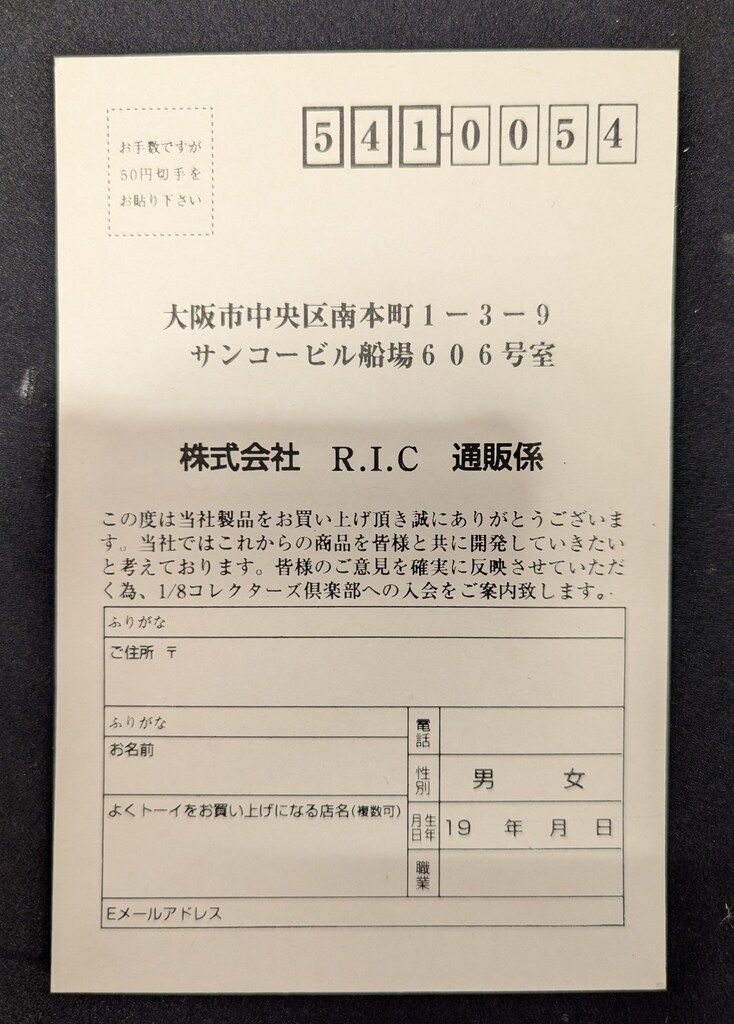 お手数ですが
50円切手を
お貼り下さい
541-0054
大阪市中央区南本町1－3－9
サンコービル船場606号室
株式会社 R.I.C 通販係
この度は当社製品をお買い上げ頂き誠にありがとうございま
す。当社ではこれからの商品を皆様と共に開発していきたい
と考えております。皆様のご意見を確実に反映させていただ
く為、1/8コレクターズ倶楽部への入会をご案内致します。
ふりがな
ご住所 〒
ふりがな
お名前
電話
性別 男 女
よくトーイをお買い上げになる店名(複数可)
生年月日 19 年 月 日
職業
Eメールアドレス